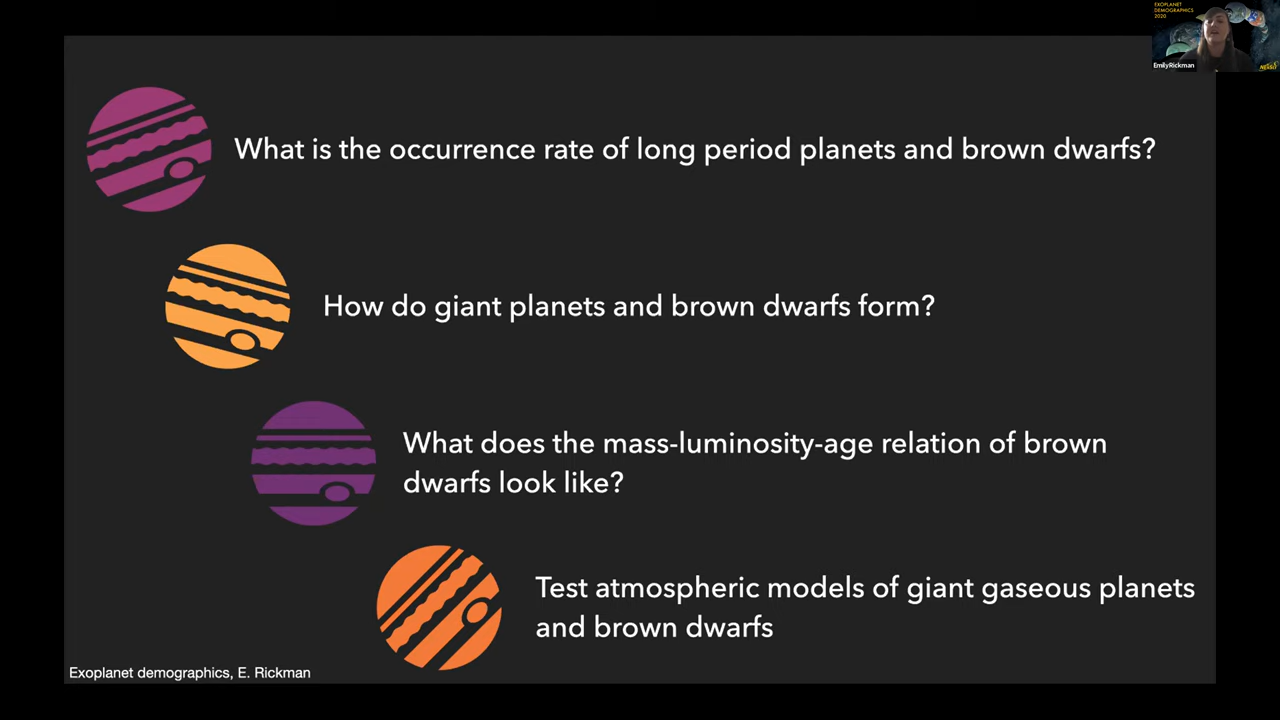 EXOPLANET
DEMOGRAPHICS
2020
EmilyRickman
What is the occurrence rate of long period planets and brown dwarfs?
How do giant planets and brown dwarfs form?
What does the mass-luminosity-age relation of brown
dwarfs look like?
Test atmospheric models of giant gaseous planets
and brown dwarfs
Exoplanet demographics, E. Rickman